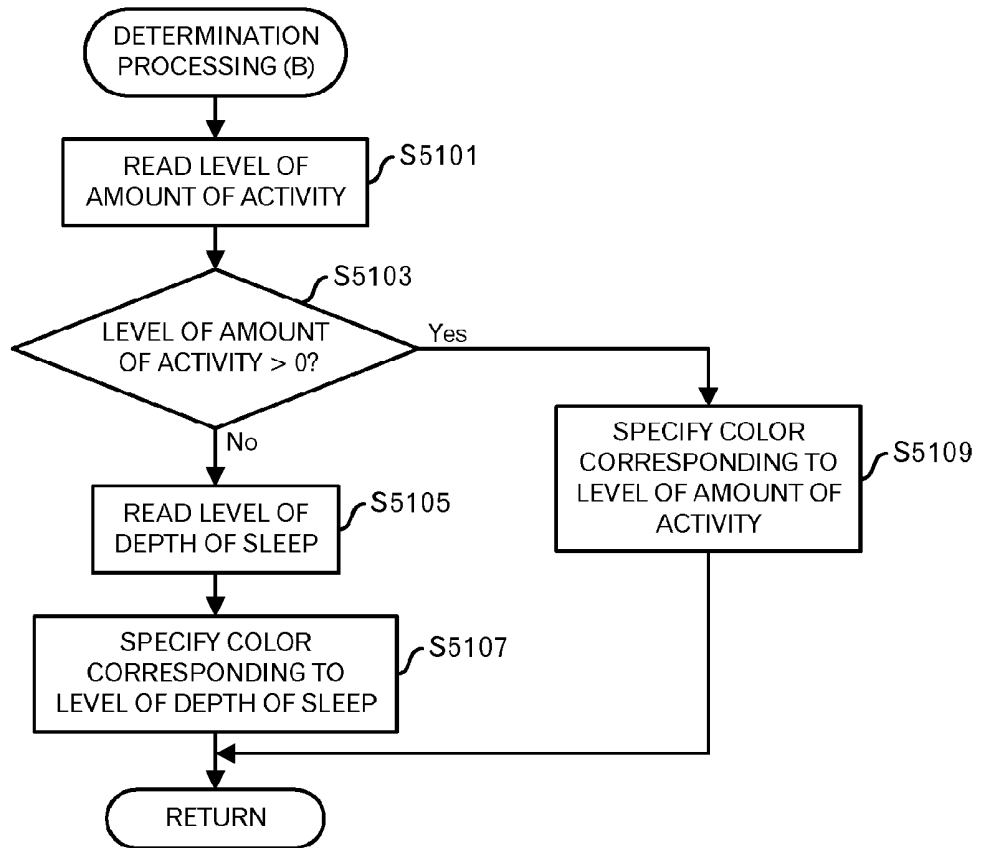 DETERMINATION
PROCESSING (B)
READ LEVEL OF
AMOUNT OF ACTIVITY
S5101
LEVEL OF AMOUNT
OF ACTIVITY > 0?
S5103
Yes
No
READ LEVEL OF
DEPTH OF SLEEP
S5105
SPECIFY COLOR
CORRESPONDING TO
LEVEL OF DEPTH OF SLEEP
S5107
SPECIFY COLOR
CORRESPONDING TO
LEVEL OF AMOUNT OF
ACTIVITY
S5109
RETURN